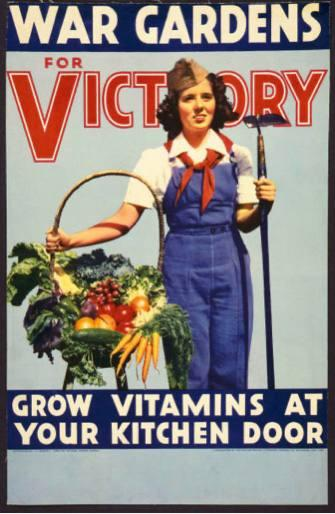 WAR GARDENS
FOR
VICTORY
GROW VITAMINS AT
YOUR KITCHEN DOOR